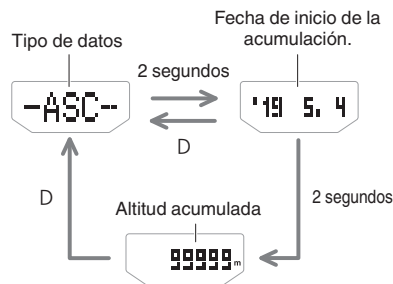 Tipo de datos
Fecha de inicio de la
acumulación.
2 segundos
-ASC-
'19 5. 4
D
D
Altitud acumulada
2 segundos
99999m